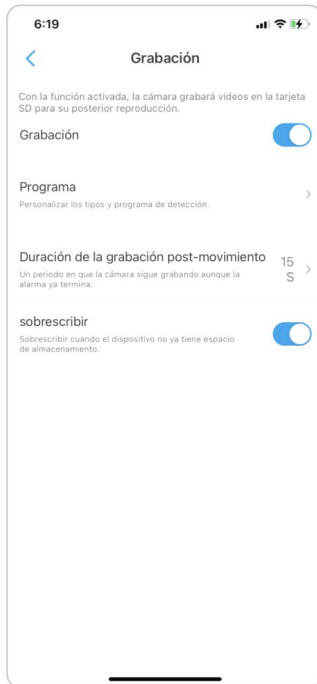 6:19
Grabación
Con la función activada, la cámara grabará vídeos en la tarjeta
SD para su posterior reproducción.
Grabación
Programa
Personalizar los tipos y programa de detección.
Duración de la grabación post-movimiento
15
S
Un periodo en que la cámara sigue grabando aunque la
alarma ya termina.
sobrescribir
Sobrescribir cuando el dispositivo no ya tiene espacio
de almacenamiento.